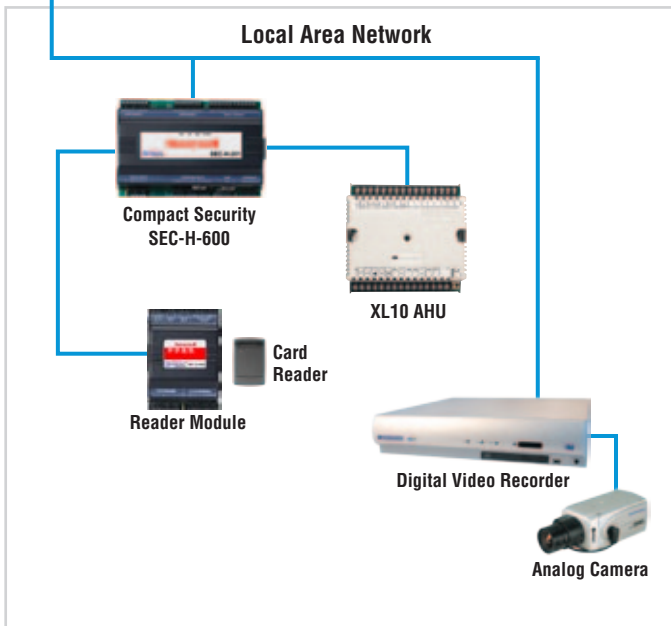 Local Area Network
Compact Security
SEC-H-600
XL10 AHU
Card
Reader
Reader Module
Digital Video Recorder
Analog Camera